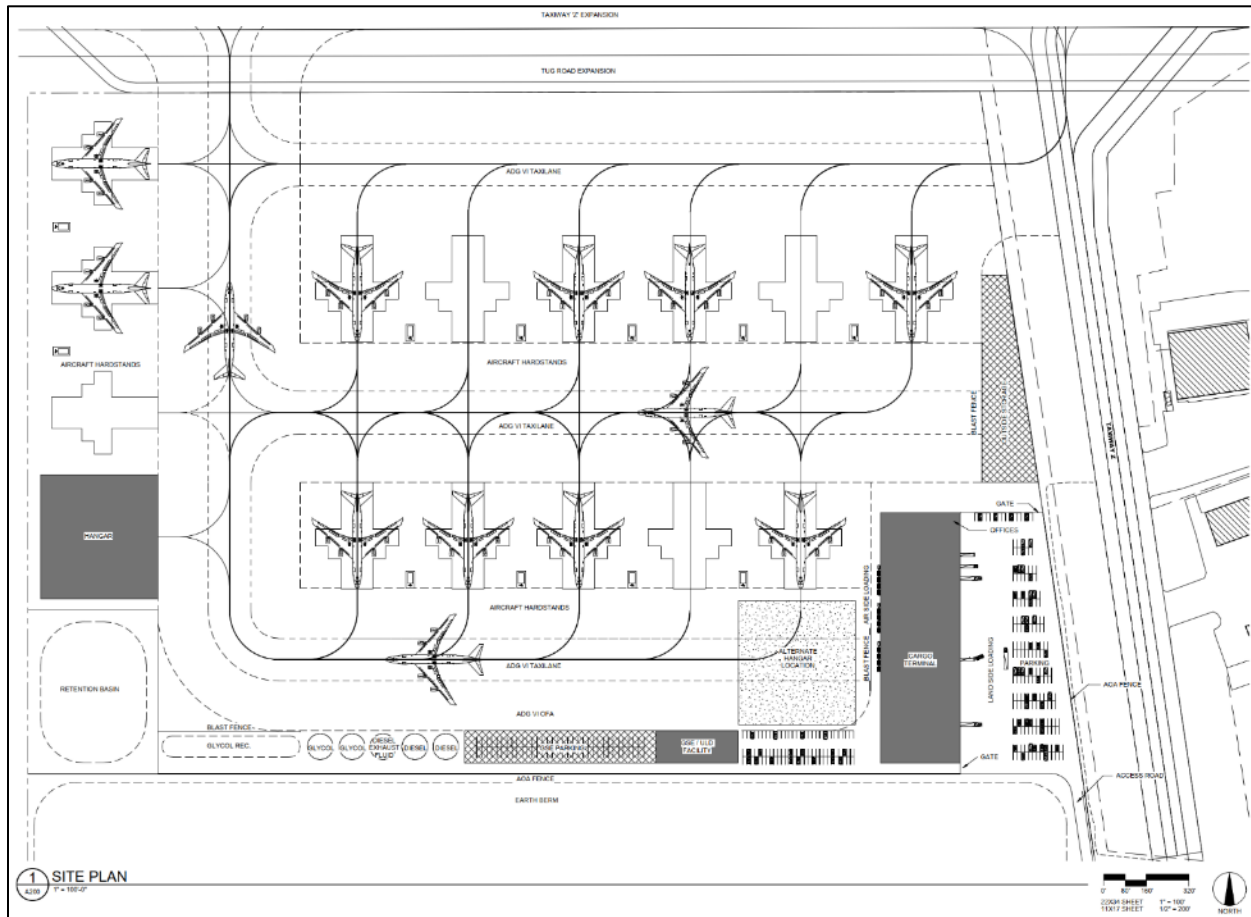 TAXIWAY 'Z' EXPANSION
TUG ROAD EXPANSION
ADG VI TAXILANE
AIRCRAFT HARDSTANDS
AIRCRAFT HARDSTANDS
BLAST FENCE
OUTSIDE STORAGE
TAXIWAY Z
ADG VI TAXILANE
GATE
OFFICES
HANGAR
AIR SIDE LOADING
AIRCRAFT HARDSTANDS
BLAST FENCE
ALTERNATE
HANGAR
LOCATION
CARGO
TERMINAL
LAND SIDE LOADING
PARKING
ADG VI TAXILANE
AOA FENCE
RETENTION BASIN
ADG VI OFA
BLAST FENCE
GLYCOL REC.
GLYCOL
GLYCOL
DIESEL
EXHAUST
FLUID
DIESEL
DIESEL
GSE PARKING
GSE / ULD
FACILITY
GATE
ACCESS ROAD
AOA FENCE
EARTH BERM
1
A200
SITE PLAN
1" = 100'-0"
0' 80' 160' 320'
22X34 SHEET 1" = 100'
11X17 SHEET 1/2" = 200'
NORTH